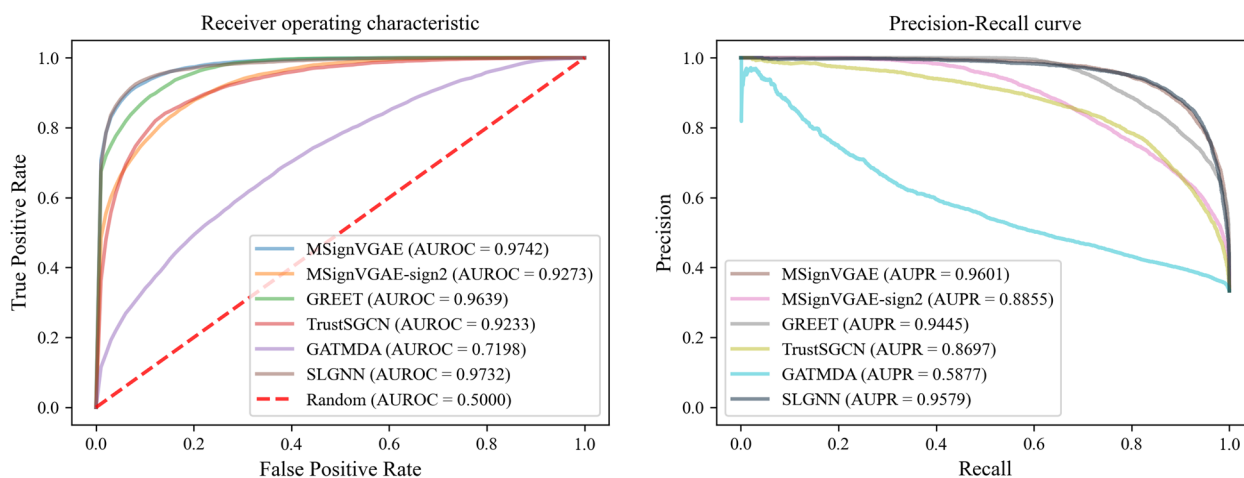 Receiver operating characteristic
1.0
0.8
0.6
0.4
0.2
0.0
True Positive Rate
MSignVGAE (AUROC = 0.9742)
MSignVGAE-sign2 (AUROC = 0.9273)
GREET (AUROC = 0.9639)
TrustSGCN (AUROC = 0.9233)
GATMDA (AUROC = 0.7198)
SLGNN (AUROC = 0.9732)
Random (AUROC = 0.5000)
0.0 0.2 0.4 0.6 0.8 1.0
False Positive Rate
Precision-Recall curve
1.0
0.8
0.6
0.4
0.2
0.0
Precision
MSignVGAE (AUPR = 0.9601)
MSignVGAE-sign2 (AUPR = 0.8855)
GREET (AUPR = 0.9445)
TrustSGCN (AUPR = 0.8697)
GATMDA (AUPR = 0.5877)
SLGNN (AUPR = 0.9579)
0.0 0.2 0.4 0.6 0.8 1.0
Recall